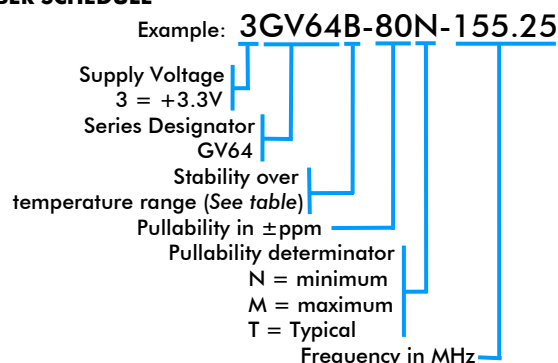 Example: 3GV64B-80N-155.25
Supply Voltage
3 = +3.3V
Series Designator
GV64
Stability over
temperature range (See table)
Pullability in ±ppm
Pullability determinator
N = minimum
M = maximum
T = Typical
Frequency in MHz